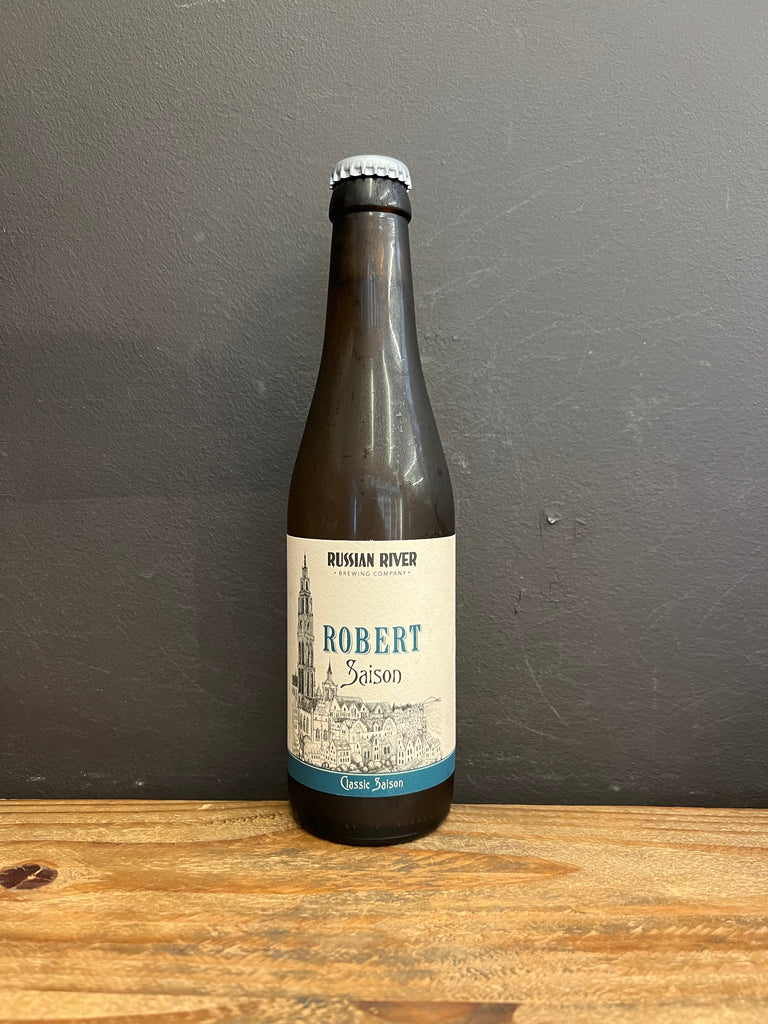 RUSSIAN RIVER
• BREWING COMPANY •
ROBERT
Saison
Classic Saison